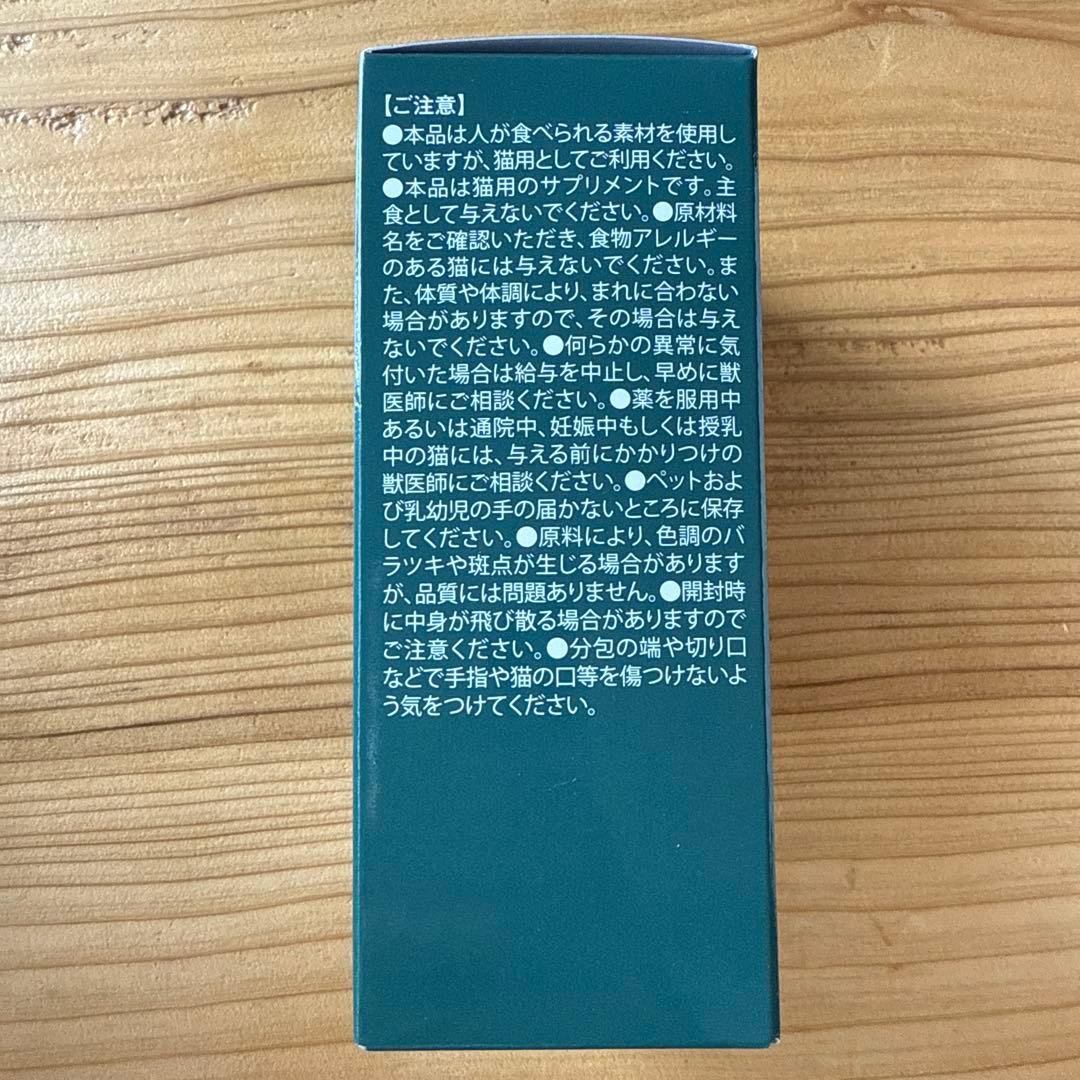 【ご注意】
●本品は人が食べられる素材を使用し
ていますが、猫用としてご利用ください。
●本品は猫用のサプリメントです。主
食として与えないでください。●原材料
名をご確認いただき、食物アレルギー
のある猫には与えないでください。ま
た、体質や体調により、まれに合わない
場合がありますので、その場合は与え
ないでください。●何らかの異常に気
付いた場合は給与を中止し、早めに獣
医師にご相談ください。●薬を服用中
あるいは通院中、妊娠中もしくは授乳
中の猫には、与える前にかかりつけの
獣医師にご相談ください。●ペットおよ
び乳幼児の手の届かないところに保存
してください。●原料により、色調のバ
ラツキや斑点が生じる場合があります
が、品質には問題ありません。●開封時
に中身が飛び散る場合がありますので
ご注意ください。●分包の端や切り口
などで手指や猫の口等を傷つけないよ
う気をつけてください。